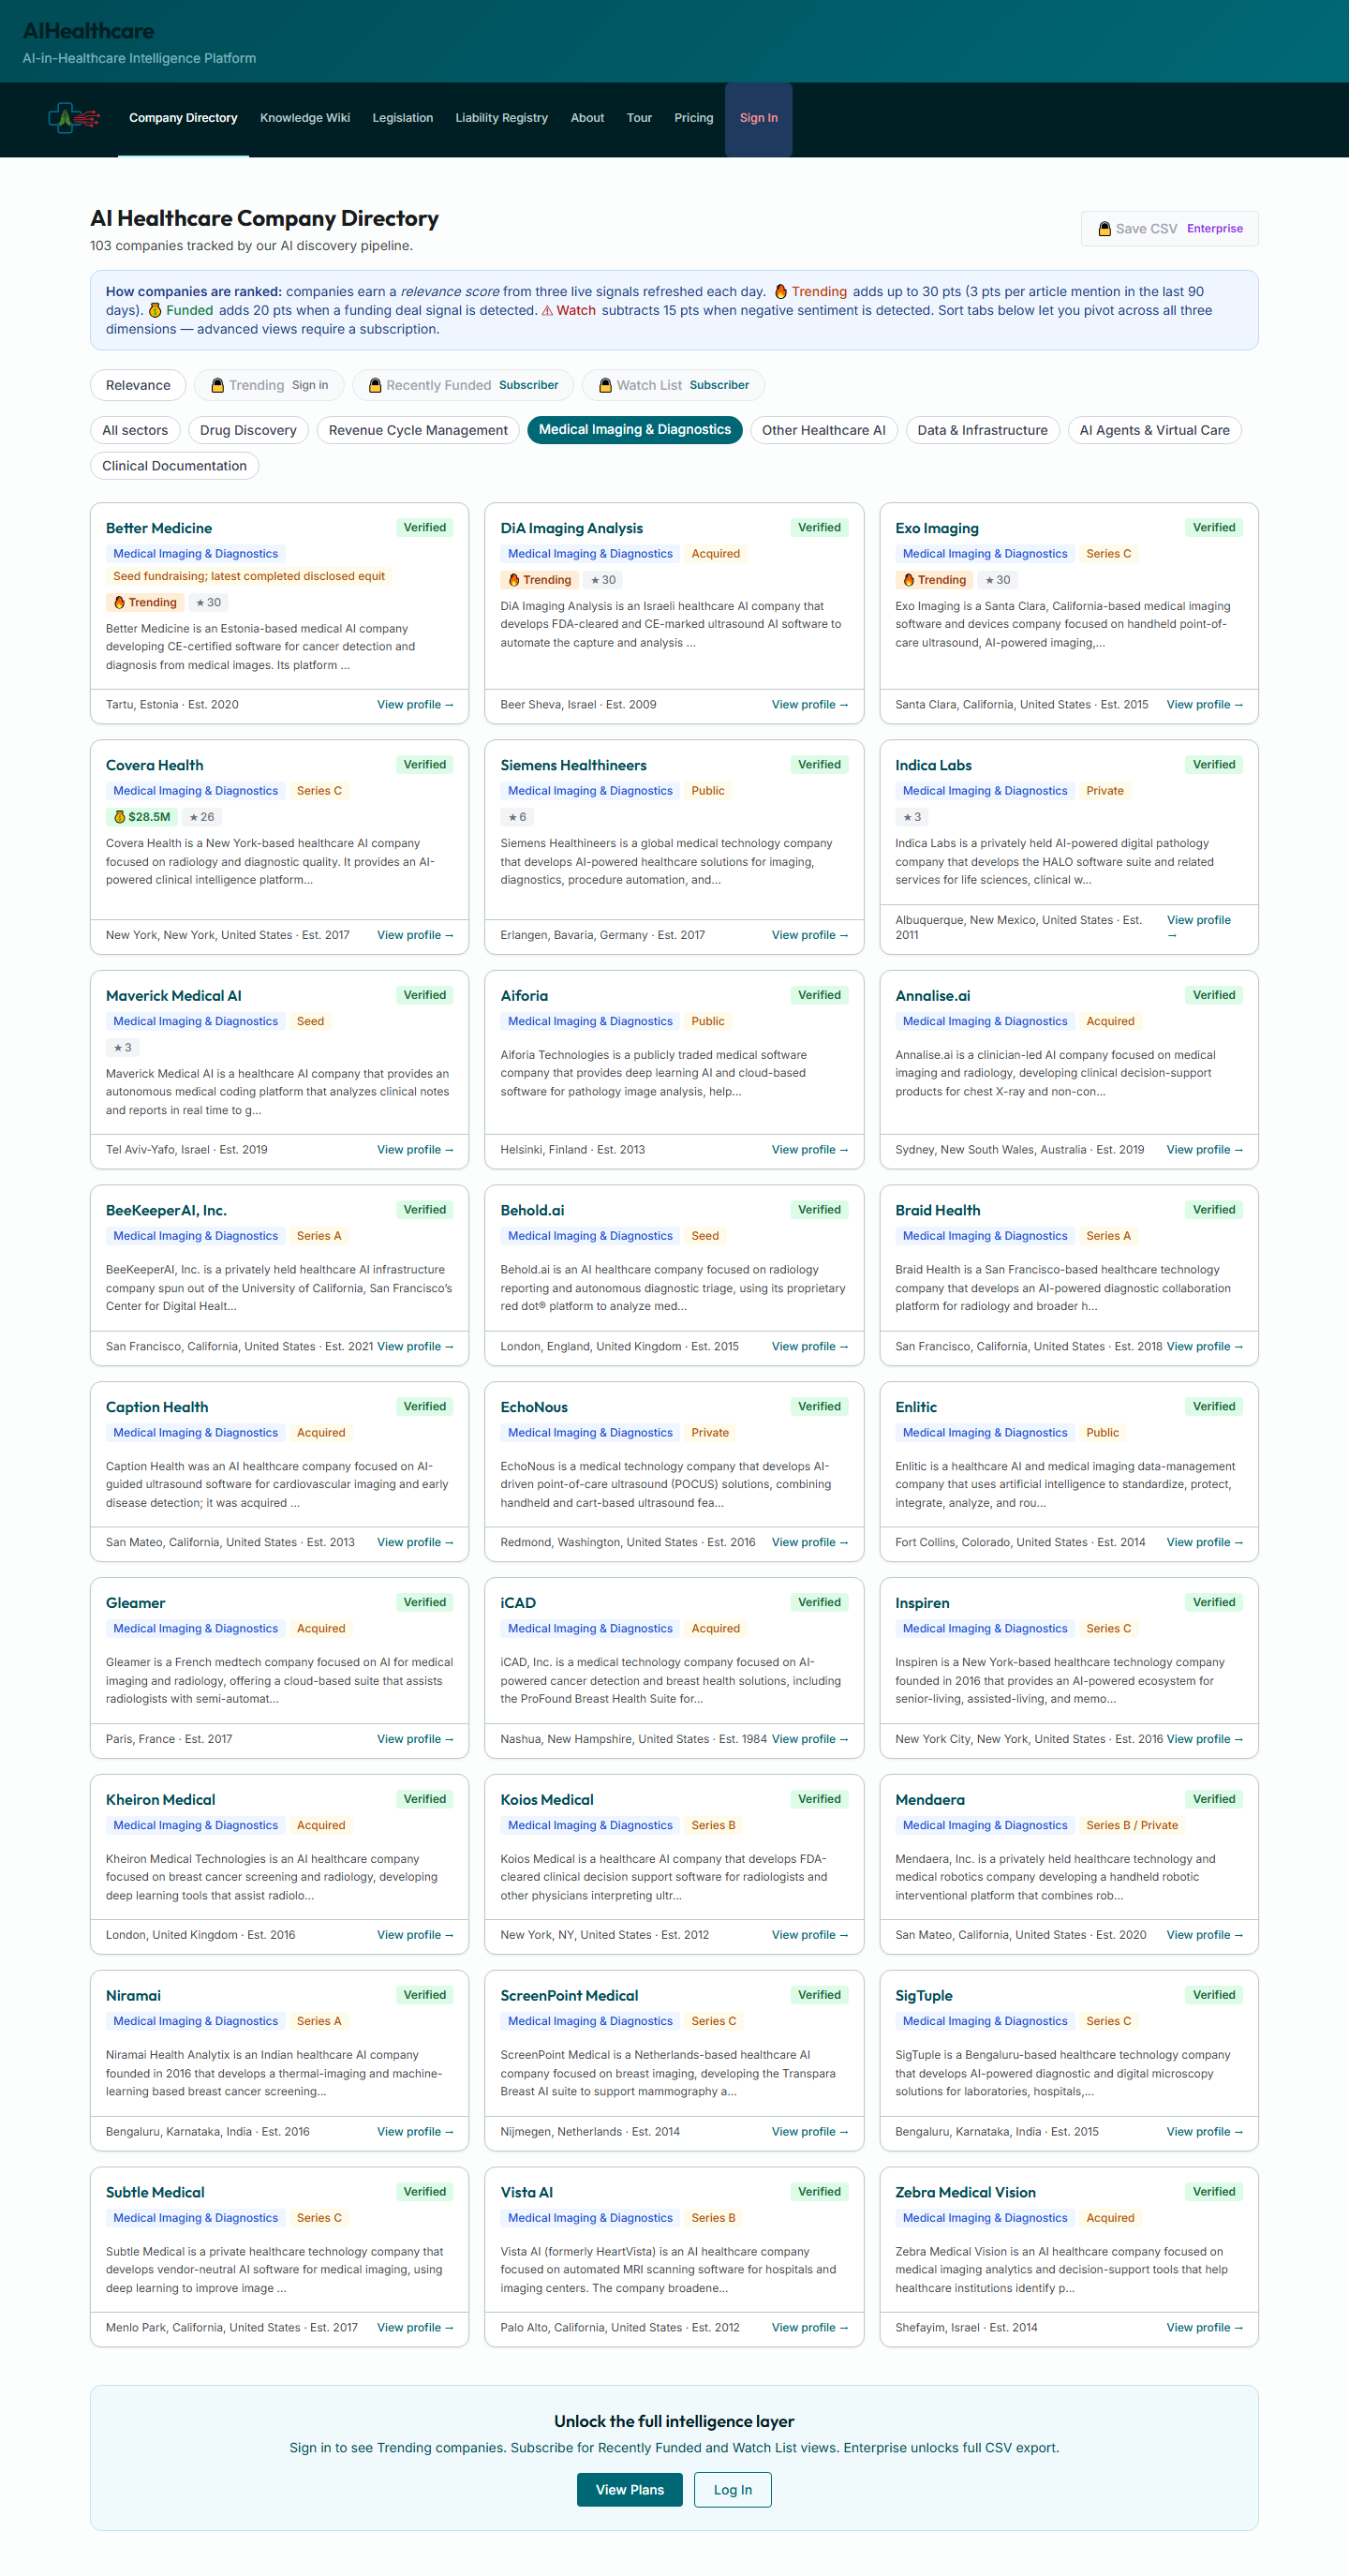 AIHealthcare
AI-in-Healthcare Intelligence Platform
Company Directory Knowledge Wiki Legislation Liability Registry About Tour Pricing Sign In
AI Healthcare Company Directory
103 companies tracked by our AI discovery pipeline.
Save CSV Enterprise
How companies are ranked: companies earn a relevance score from three live signals refreshed each day. 🔥 Trending adds up to 30 pts (3 pts per article mention in the last 90
days). 💰 Funded adds 20 pts when a funding deal signal is detected. ⚠ Watch subtracts 15 pts when negative sentiment is detected. Sort tabs below let you pivot across all three
dimensions — advanced views require a subscription.
Relevance 🔒 Trending Sign in 🔒 Recently Funded Subscriber 🔒 Watch List Subscriber
All sectors Drug Discovery Revenue Cycle Management Medical Imaging & Diagnostics Other Healthcare AI Data & Infrastructure AI Agents & Virtual Care
Clinical Documentation
Better Medicine Verified
Medical Imaging & Diagnostics
Seed fundraising; latest completed disclosed equit
🔥 Trending ★ 30
Better Medicine is an Estonia-based medical AI company
developing CE-certified software for cancer detection and
diagnosis from medical images. Its platform ...
Tartu, Estonia · Est. 2020 View profile →
DiA Imaging Analysis Verified
Medical Imaging & Diagnostics Acquired
🔥 Trending ★ 30
DiA Imaging Analysis is an Israeli healthcare AI company that
develops FDA-cleared and CE-marked ultrasound AI software to
automate the capture and analysis ...
Beer Sheva, Israel · Est. 2009 View profile →
Exo Imaging Verified
Medical Imaging & Diagnostics Series C
🔥 Trending ★ 30
Exo Imaging is a Santa Clara, California-based medical imaging
software and devices company focused on handheld point-of-
care ultrasound, AI-powered imaging,...
Santa Clara, California, United States · Est. 2015 View profile →
Covera Health Verified
Medical Imaging & Diagnostics Series C
💰 $28.5M ★ 26
Covera Health is a New York-based healthcare AI company
focused on radiology and diagnostic quality. It provides an AI-
powered clinical intelligence platform...
New York, New York, United States · Est. 2017 View profile →
Siemens Healthineers Verified
Medical Imaging & Diagnostics Public
★ 6
Siemens Healthineers is a global medical technology company
that develops AI-powered healthcare solutions for imaging,
diagnostics, procedure automation, and...
Erlangen, Bavaria, Germany · Est. 2017 View profile →
Indica Labs Verified
Medical Imaging & Diagnostics Private
★ 3
Indica Labs is a privately held AI-powered digital pathology
company that develops the HALO software suite and related
services for life sciences, clinical w...
Albuquerque, New Mexico, United States · Est. View profile
2011 →
Maverick Medical AI Verified
Medical Imaging & Diagnostics Seed
★ 3
Maverick Medical AI is a healthcare AI company that provides an
autonomous medical coding platform that analyzes clinical notes
and reports in real time to g...
Tel Aviv-Yafo, Israel · Est. 2019 View profile →
Aiforia Verified
Medical Imaging & Diagnostics Public
Aiforia Technologies is a publicly traded medical software
company that provides deep learning AI and cloud-based
software for pathology image analysis, help...
Helsinki, Finland · Est. 2013 View profile →
Annalise.ai Verified
Medical Imaging & Diagnostics Acquired
Annalise.ai is a clinician-led AI company focused on medical
imaging and radiology, developing clinical decision-support
products for chest X-ray and non-con...
Sydney, New South Wales, Australia · Est. 2019 View profile →
BeeKeeperAI, Inc. Verified
Medical Imaging & Diagnostics Series A
BeeKeeperAI, Inc. is a privately held healthcare AI infrastructure
company spun out of the University of California, San Francisco's
Center for Digital Healt...
San Francisco, California, United States · Est. 2021 View profile →
Behold.ai Verified
Medical Imaging & Diagnostics Seed
Behold.ai is an AI healthcare company focused on radiology
reporting and autonomous diagnostic triage, using its proprietary
red dot® platform to analyze med...
London, England, United Kingdom · Est. 2015 View profile →
Braid Health Verified
Medical Imaging & Diagnostics Series A
Braid Health is a San Francisco-based healthcare technology
company that develops an AI-powered diagnostic collaboration
platform for radiology and broader h...
San Francisco, California, United States · Est. 2018 View profile →
Caption Health Verified
Medical Imaging & Diagnostics Acquired
Caption Health was an AI healthcare company focused on AI-
guided ultrasound software for cardiovascular imaging and early
disease detection; it was acquired ...
San Mateo, California, United States · Est. 2013 View profile →
EchoNous Verified
Medical Imaging & Diagnostics Private
EchoNous is a medical technology company that develops AI-
driven point-of-care ultrasound (POCUS) solutions, combining
handheld and cart-based ultrasound fea...
Redmond, Washington, United States · Est. 2016 View profile →
Enlitic Verified
Medical Imaging & Diagnostics Public
Enlitic is a healthcare AI and medical imaging data-management
company that uses artificial intelligence to standardize, protect,
integrate, analyze, and rou...
Fort Collins, Colorado, United States · Est. 2014 View profile →
Gleamer Verified
Medical Imaging & Diagnostics Acquired
Gleamer is a French medtech company focused on AI for medical
imaging and radiology, offering a cloud-based suite that assists
radiologists with semi-automat...
Paris, France · Est. 2017 View profile →
iCAD Verified
Medical Imaging & Diagnostics Acquired
iCAD, Inc. is a medical technology company focused on AI-
powered cancer detection and breast health solutions, including
the ProFound Breast Health Suite for...
Nashua, New Hampshire, United States · Est. 1984 View profile →
Inspiren Verified
Medical Imaging & Diagnostics Series C
Inspiren is a New York-based healthcare technology company
founded in 2016 that provides an AI-powered ecosystem for
senior-living, assisted-living, and memo...
New York City, New York, United States · Est. 2016 View profile →
Kheiron Medical Verified
Medical Imaging & Diagnostics Acquired
Kheiron Medical Technologies is an AI healthcare company
focused on breast cancer screening and radiology, developing
deep learning tools that assist radiolo...
London, United Kingdom · Est. 2016 View profile →
Koios Medical Verified
Medical Imaging & Diagnostics Series B
Koios Medical is a healthcare AI company that develops FDA-
cleared clinical decision support software for radiologists and
other physicians interpreting ultr...
New York, NY, United States · Est. 2012 View profile →
Mendaera Verified
Medical Imaging & Diagnostics Series B / Private
Mendaera, Inc. is a privately held healthcare technology and
medical robotics company developing a handheld robotic
interventional platform that combines rob...
San Mateo, California, United States · Est. 2020 View profile →
Niramai Verified
Medical Imaging & Diagnostics Series A
Niramai Health Analytix is an Indian healthcare AI company
founded in 2016 that develops a thermal-imaging and machine-
learning based breast cancer screening...
Bengaluru, Karnataka, India · Est. 2016 View profile →
ScreenPoint Medical Verified
Medical Imaging & Diagnostics Series C
ScreenPoint Medical is a Netherlands-based healthcare AI
company focused on breast imaging, developing the Transpara
Breast AI suite to support mammography a...
Nijmegen, Netherlands · Est. 2014 View profile →
SigTuple Verified
Medical Imaging & Diagnostics Series C
SigTuple is a Bengaluru-based healthcare technology company
that develops AI-powered diagnostic and digital microscopy
solutions for laboratories, hospitals,...
Bengaluru, Karnataka, India · Est. 2015 View profile →
Subtle Medical Verified
Medical Imaging & Diagnostics Series C
Subtle Medical is a private healthcare technology company that
develops vendor-neutral AI software for medical imaging, using
deep learning to improve image ...
Menlo Park, California, United States · Est. 2017 View profile →
Vista AI Verified
Medical Imaging & Diagnostics Series B
Vista AI (formerly HeartVista) is an AI healthcare company
focused on automated MRI scanning software for hospitals and
imaging centers. The company broadene...
Palo Alto, California, United States · Est. 2012 View profile →
Zebra Medical Vision Verified
Medical Imaging & Diagnostics Acquired
Zebra Medical Vision is an AI healthcare company focused on
medical imaging analytics and decision-support tools that help
healthcare institutions identify p...
Shefayim, Israel · Est. 2014 View profile →
Unlock the full intelligence layer
Sign in to see Trending companies. Subscribe for Recently Funded and Watch List views. Enterprise unlocks full CSV export.
View Plans Log In